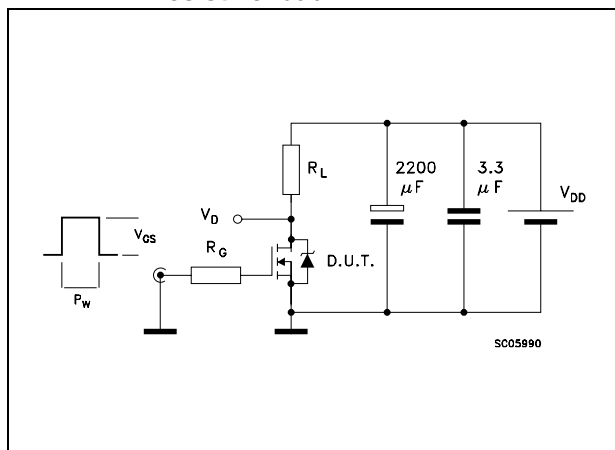 R_L
2200
µF
3.3
µF
V_DD
V_D
V_GS
R_G
D.U.T.
P_W
SC05990